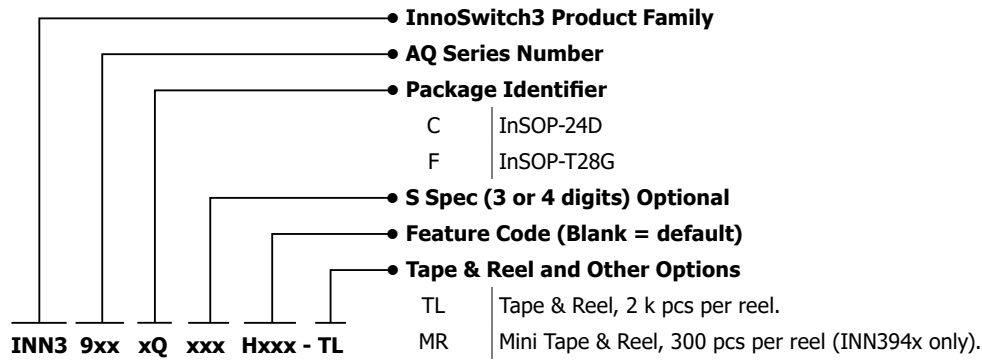 InnoSwitch3 Product Family
AQ Series Number
Package Identifier
C InSOP-24D
F InSOP-T28G
S Spec (3 or 4 digits) Optional
Feature Code (Blank = default)
Tape & Reel and Other Options
TL Tape & Reel, 2 k pcs per reel.
MR Mini Tape & Reel, 300 pcs per reel (INN394x only).
INN3 9xx xQ xxx Hxxx - TL